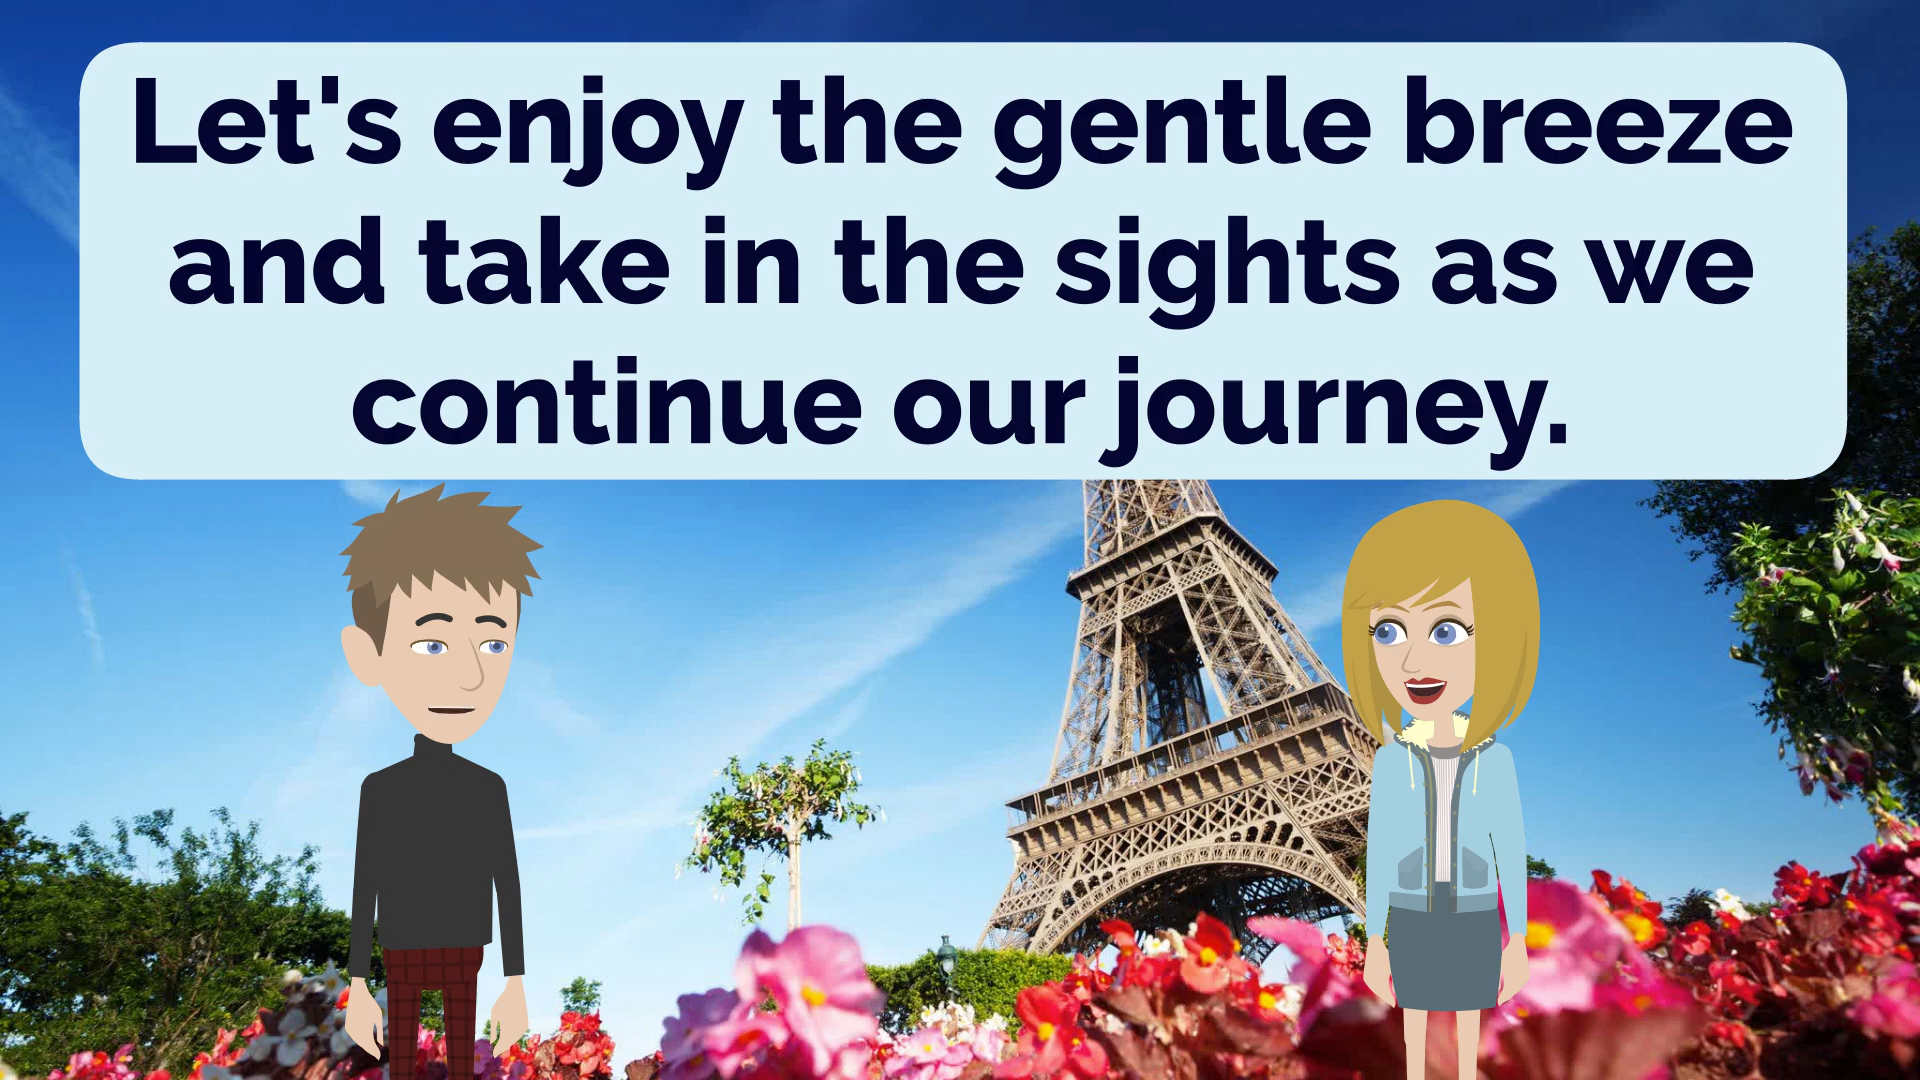 Let's enjoy the gentle breeze
and take in the sights as we
continue our journey.